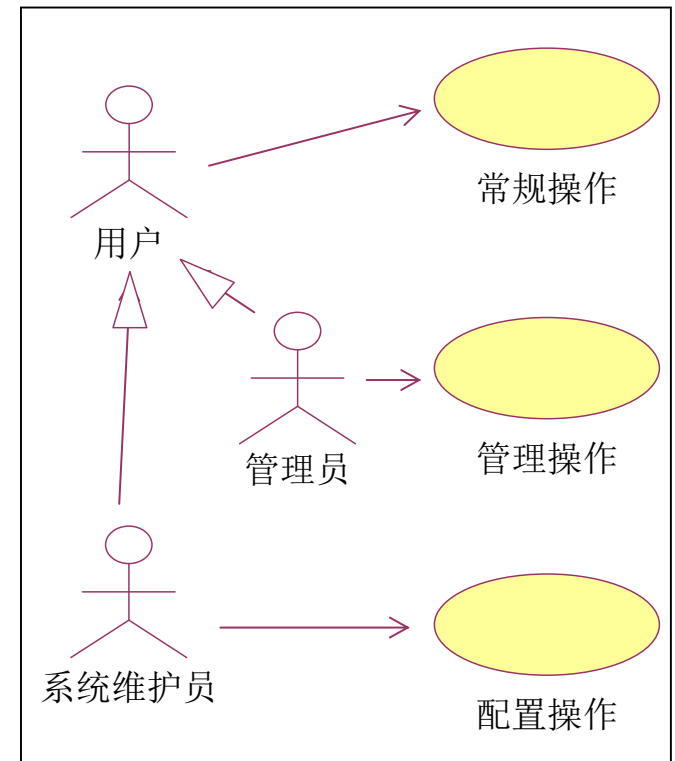 常规操作
用户
管理员
管理操作
系统维护员
配置操作